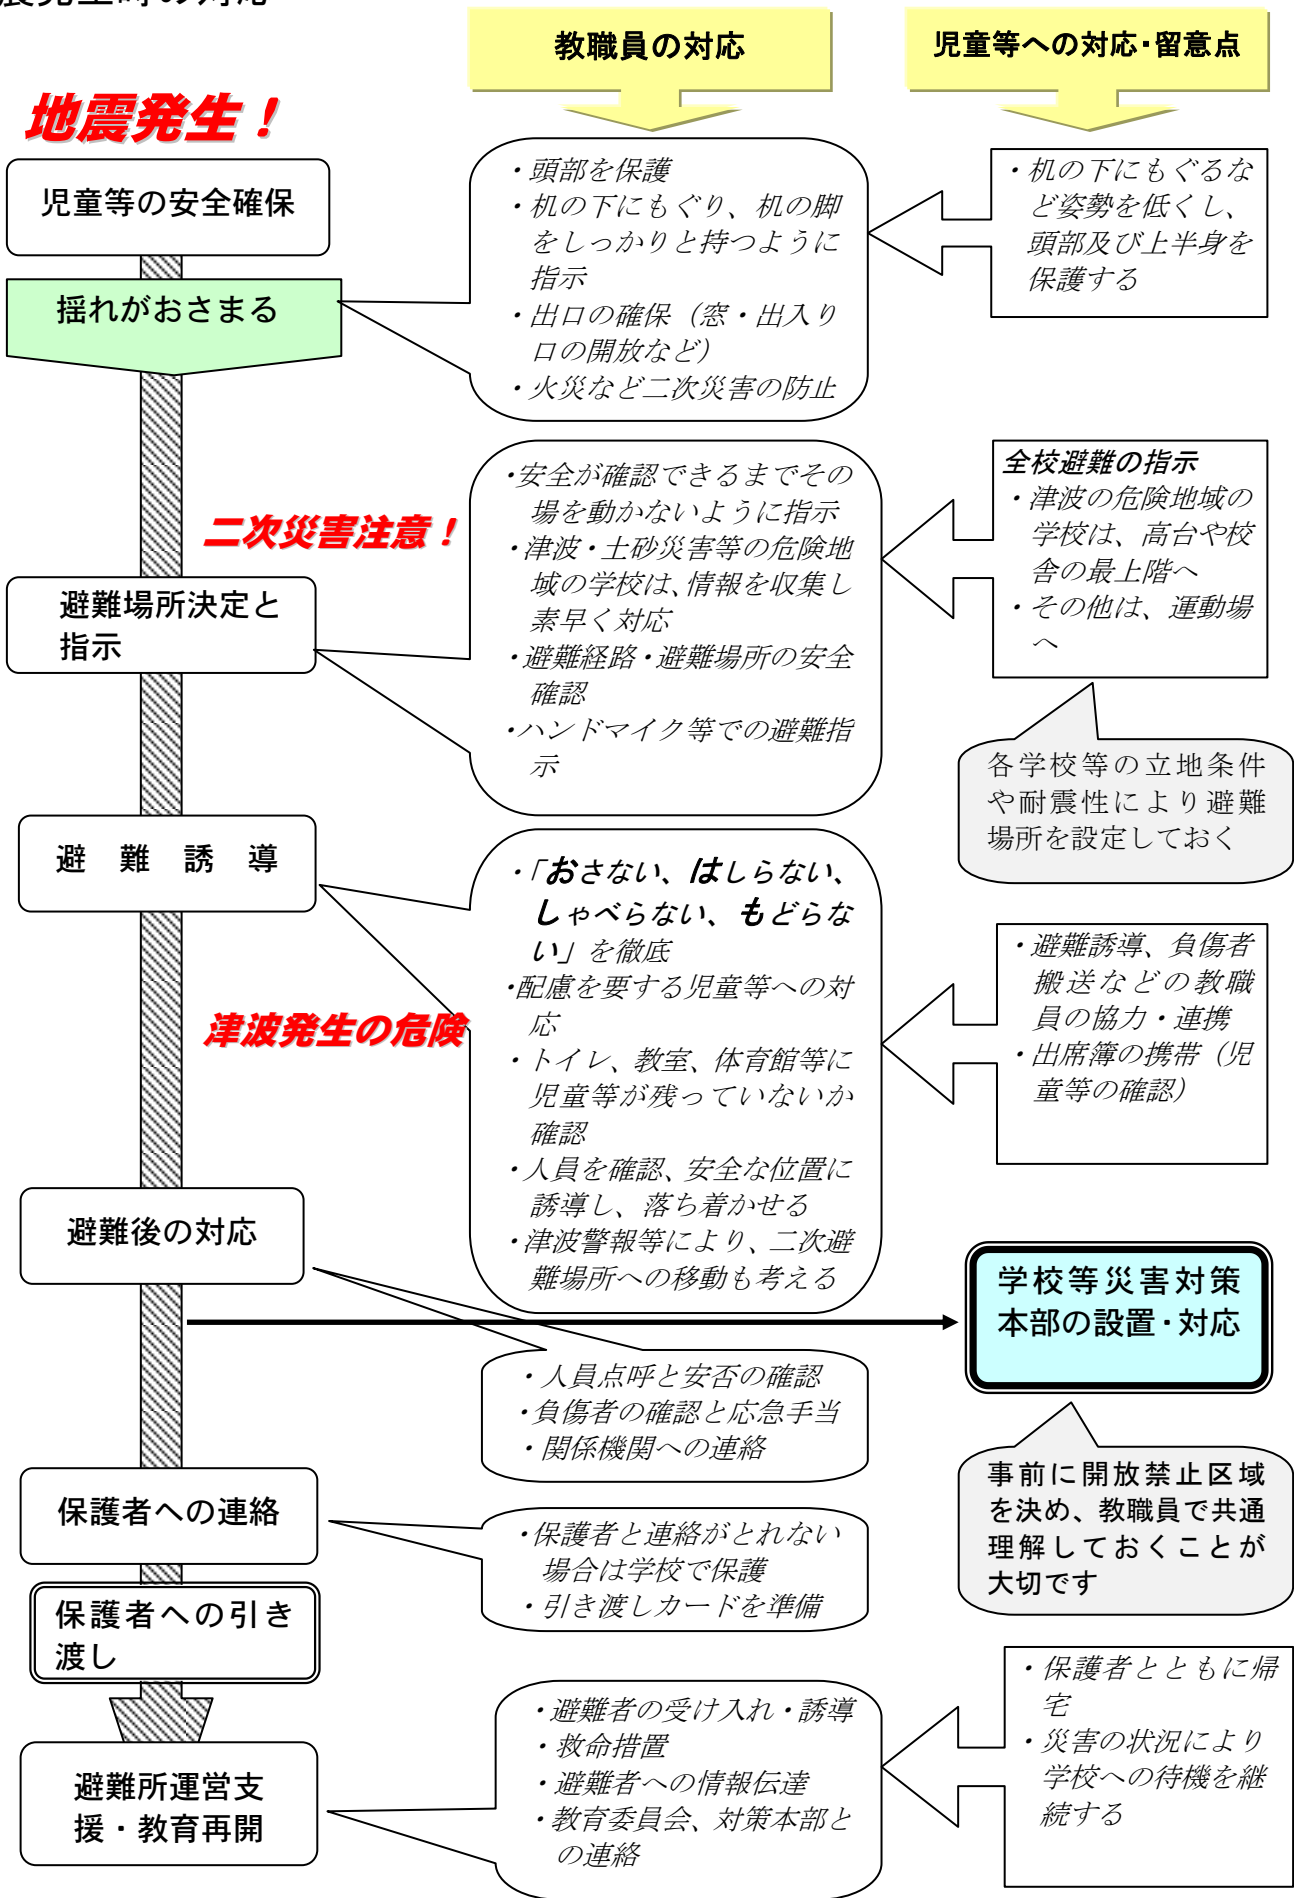 震発生時の対応
教職員の対応
児童等への対応・留意点
地震発生！
児童等の安全確保
揺れがおさまる
・頭部を保護
・机の下にもぐり、机の脚
をしっかりと持つように
指示
・出口の確保（窓・出入り
口の開放など）
・火災など二次災害の防止
・机の下にもぐるな
ど姿勢を低くし、
頭部及び上半身を
保護する
二次災害注意！
避難場所決定と
指示
・安全が確認できるまでその
場を動かないように指示
・津波・土砂災害等の危険地
域の学校は、情報を収集し
素早く対応
・避難経路・避難場所の安全
確認
・ハンドマイク等での避難指
示
全校避難の指示
・津波の危険地域の
学校は、高台や校
舎の最上階へ
・その他は、運動場
へ
各学校等の立地条件
や耐震性により避難
場所を設定しておく
避　難　誘　導
・「おさない、はしらない、
しゃべらない、もどらな
い」を徹底
・配慮を要する児童等への対
応
・トイレ、教室、体育館等に
児童等が残っていないか
確認
・人員を確認、安全な位置に
誘導し、落ち着かせる
・津波警報等により、二次避
難場所への移動も考える
・避難誘導、負傷者
搬送などの教職
員の協力・連携
・出席簿の携帯（児
童等の確認）
津波発生の危険
避難後の対応
学校等災害対策
本部の設置・対応
・人員点呼と安否の確認
・負傷者の確認と応急手当
・関係機関への連絡
事前に開放禁止区域
を決め、教職員で共通
理解しておくことが
大切です
保護者への連絡
・保護者と連絡がとれない
場合は学校で保護
・引き渡しカードを準備
保護者への引き
渡し
避難所運営支
援・教育再開
・避難者の受け入れ・誘導
・救命措置
・避難者への情報伝達
・教育委員会、対策本部と
の連絡
・保護者とともに帰
宅
・災害の状況により
学校への待機を継
続する